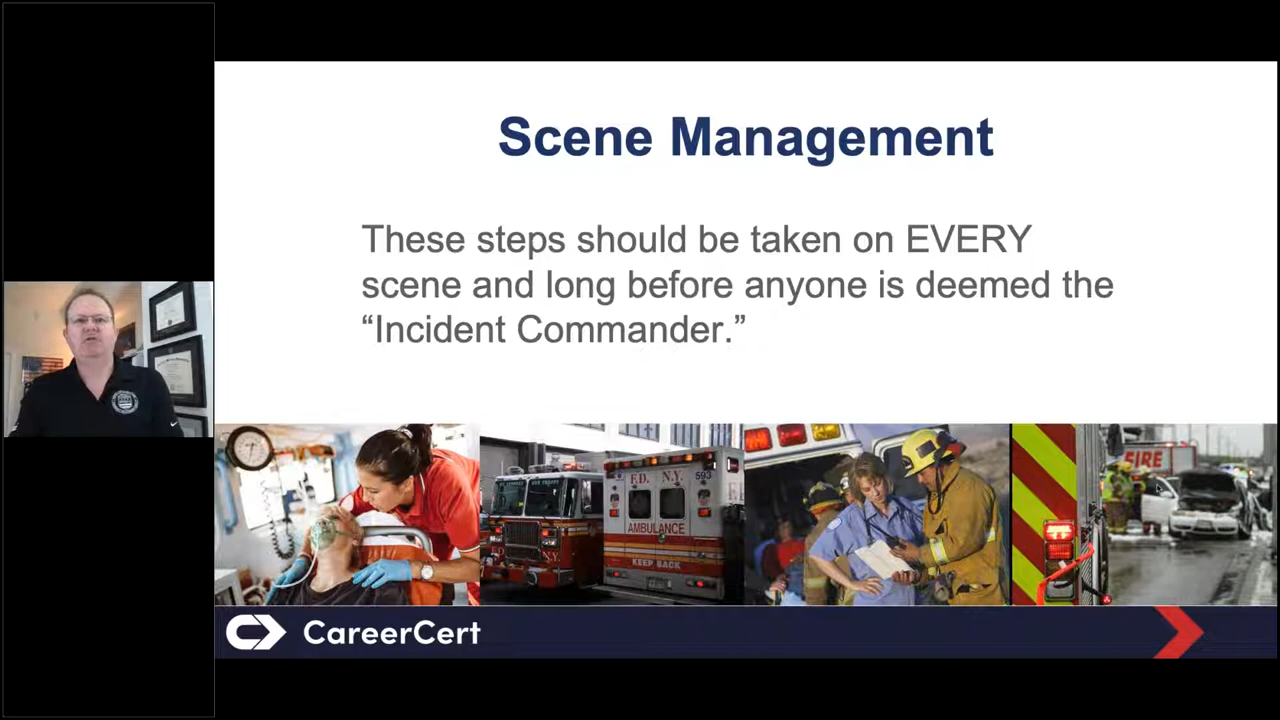 Scene Management
These steps should be taken on EVERY
scene and long before anyone is deemed the
“Incident Commander.”
F.D. N.Y.
593
AMBULANCE
KEEP BACK
FIRE
CareerCert